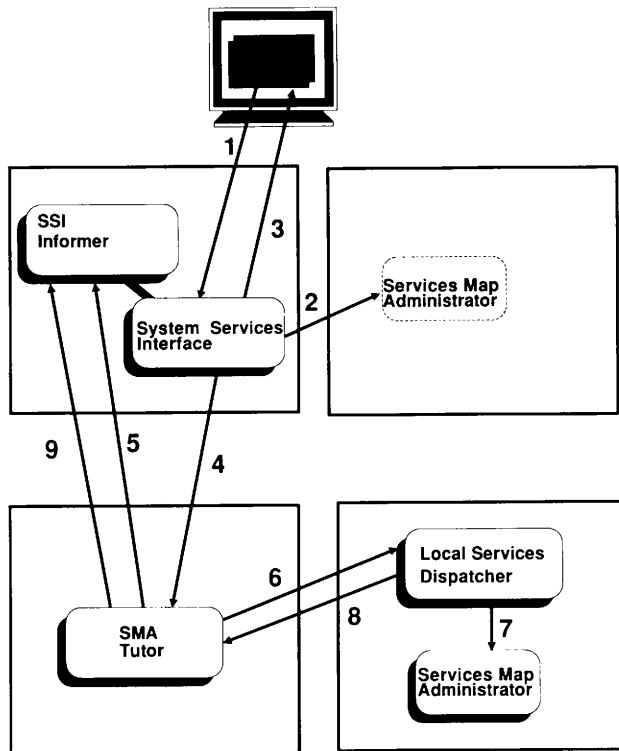 1
SSI
Informer
3
Services Map
Administrator
2
System Services
Interface
9
5
4
6
Local Services
Dispatcher
8
7
SMA
Tutor
Services Map
Administrator